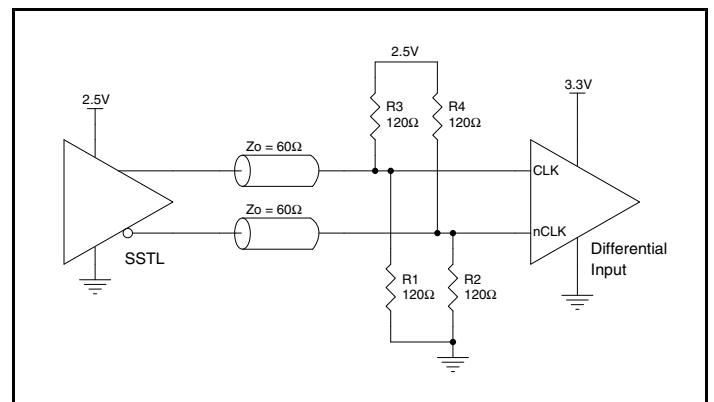 2.5V
2.5V
3.3V
R3
120Ω
R4
120Ω
Zo = 60Ω
CLK
Zo = 60Ω
nCLK
SSTL
Differential
Input
R1
120Ω
R2
120Ω